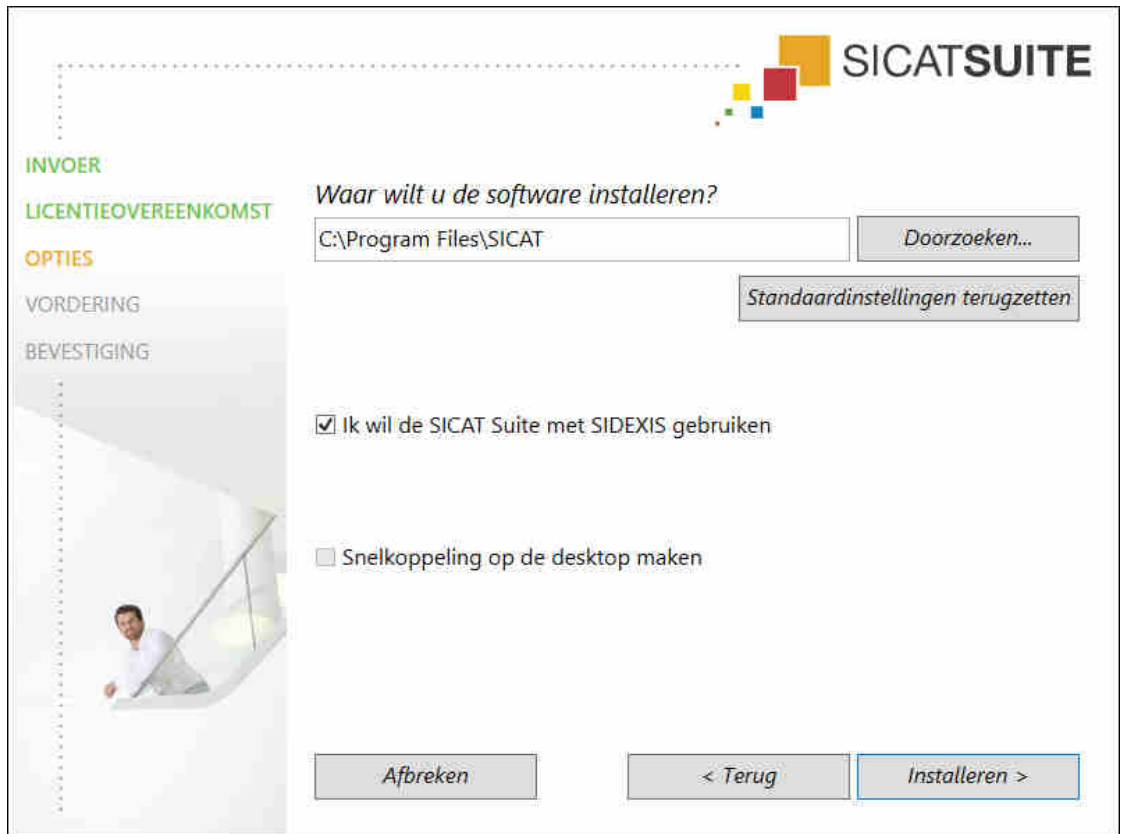 SICATSUITE
INVOER
LICENTIEOVEREENKOMST
OPTIES
VORDERING
BEVESTIGING
Waar wilt u de software installeren?
C:\Program Files\SICAT
Doorzoeken...
Standaardinstellingen terugzetten
Ik wil de SICAT Suite met SIDEXIS gebruiken
Snelkoppeling op de desktop maken
Afbreken
< Terug
Installeren >